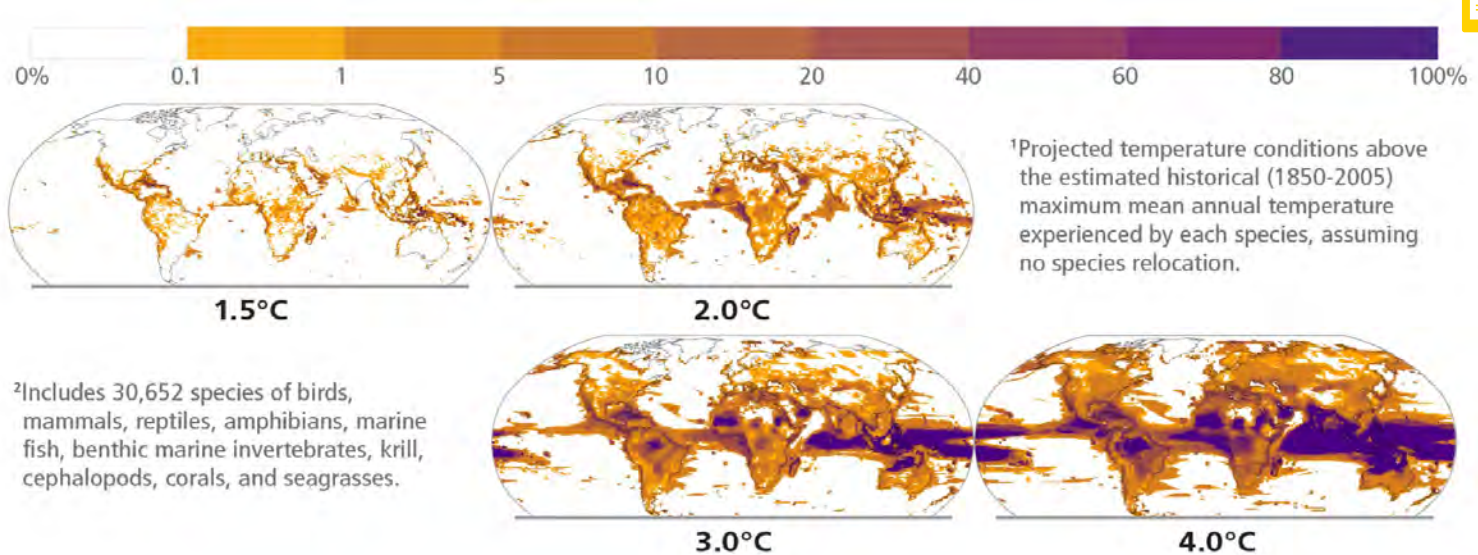 0% 0.1 1 5 10 20 40 60 80 100%
¹Projected temperature conditions above
the estimated historical (1850-2005)
maximum mean annual temperature
experienced by each species, assuming
no species relocation.
1.5°C 2.0°C
²Includes 30,652 species of birds,
mammals, reptiles, amphibians, marine
fish, benthic marine invertebrates, krill,
cephalopods, corals, and seagrasses.
3.0°C 4.0°C